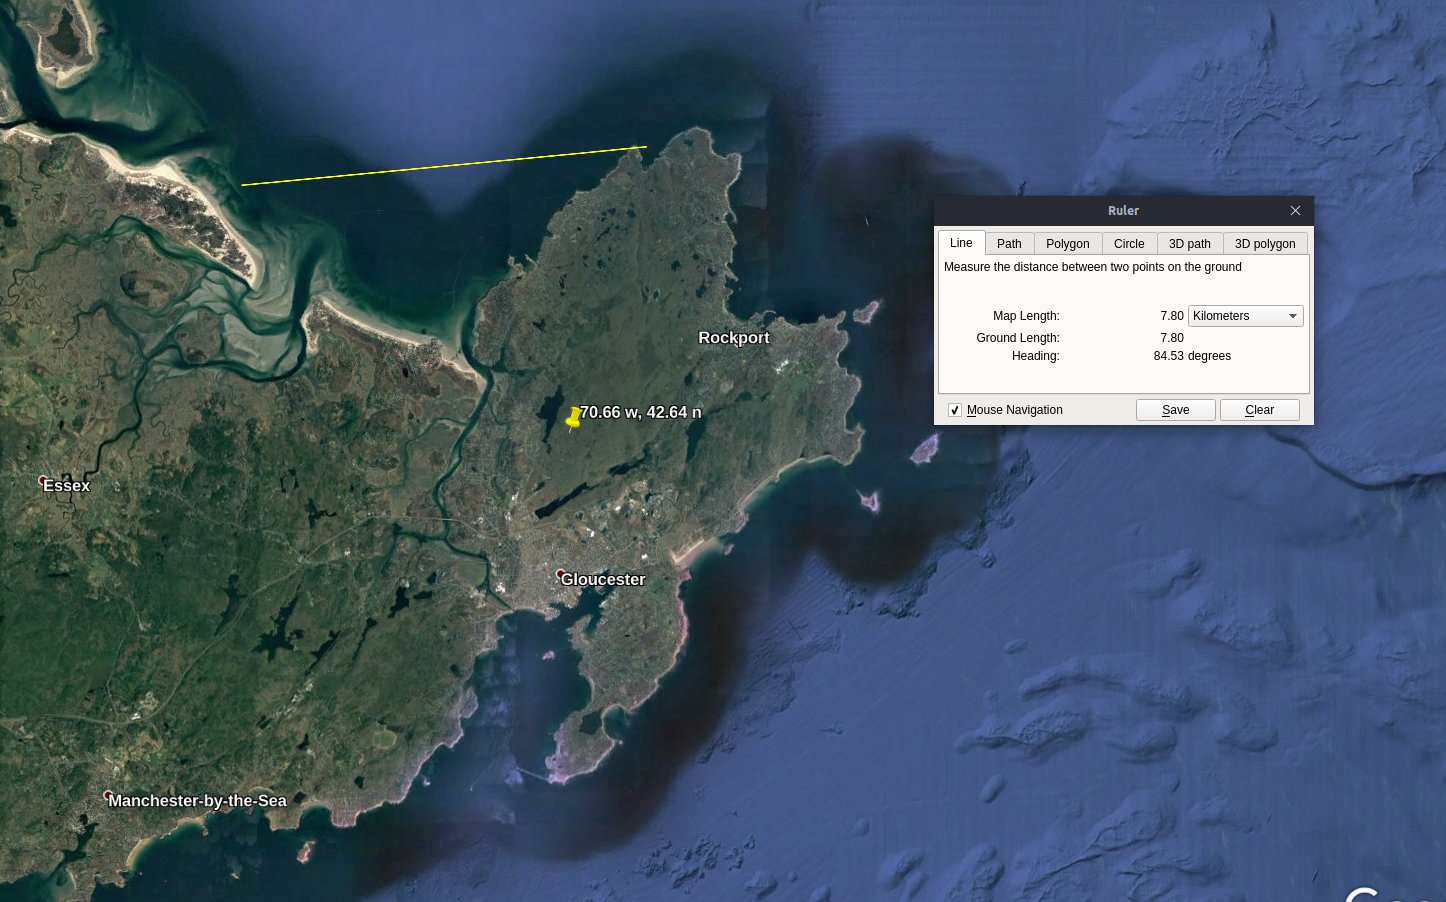 Ruler
Line Path Polygon Circle 3D path 3D polygon
Measure the distance between two points on the ground
Map Length: 7.80 Kilometers
Ground Length: 7.80
Heading: 84.53 degrees
Mouse Navigation Save Clear
Rockport
70.66 w, 42.64 n
Essex
Gloucester
Manchester-by-the-Sea